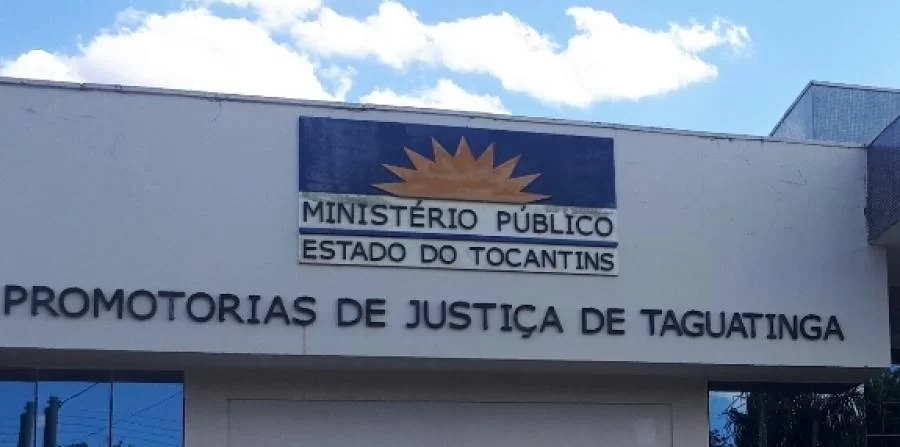 MINISTÉRIO PÚBLICO
ESTADO DO TOCANTINS
PROMOTORIAS DE JUSTIÇA DE TAGUATINGA